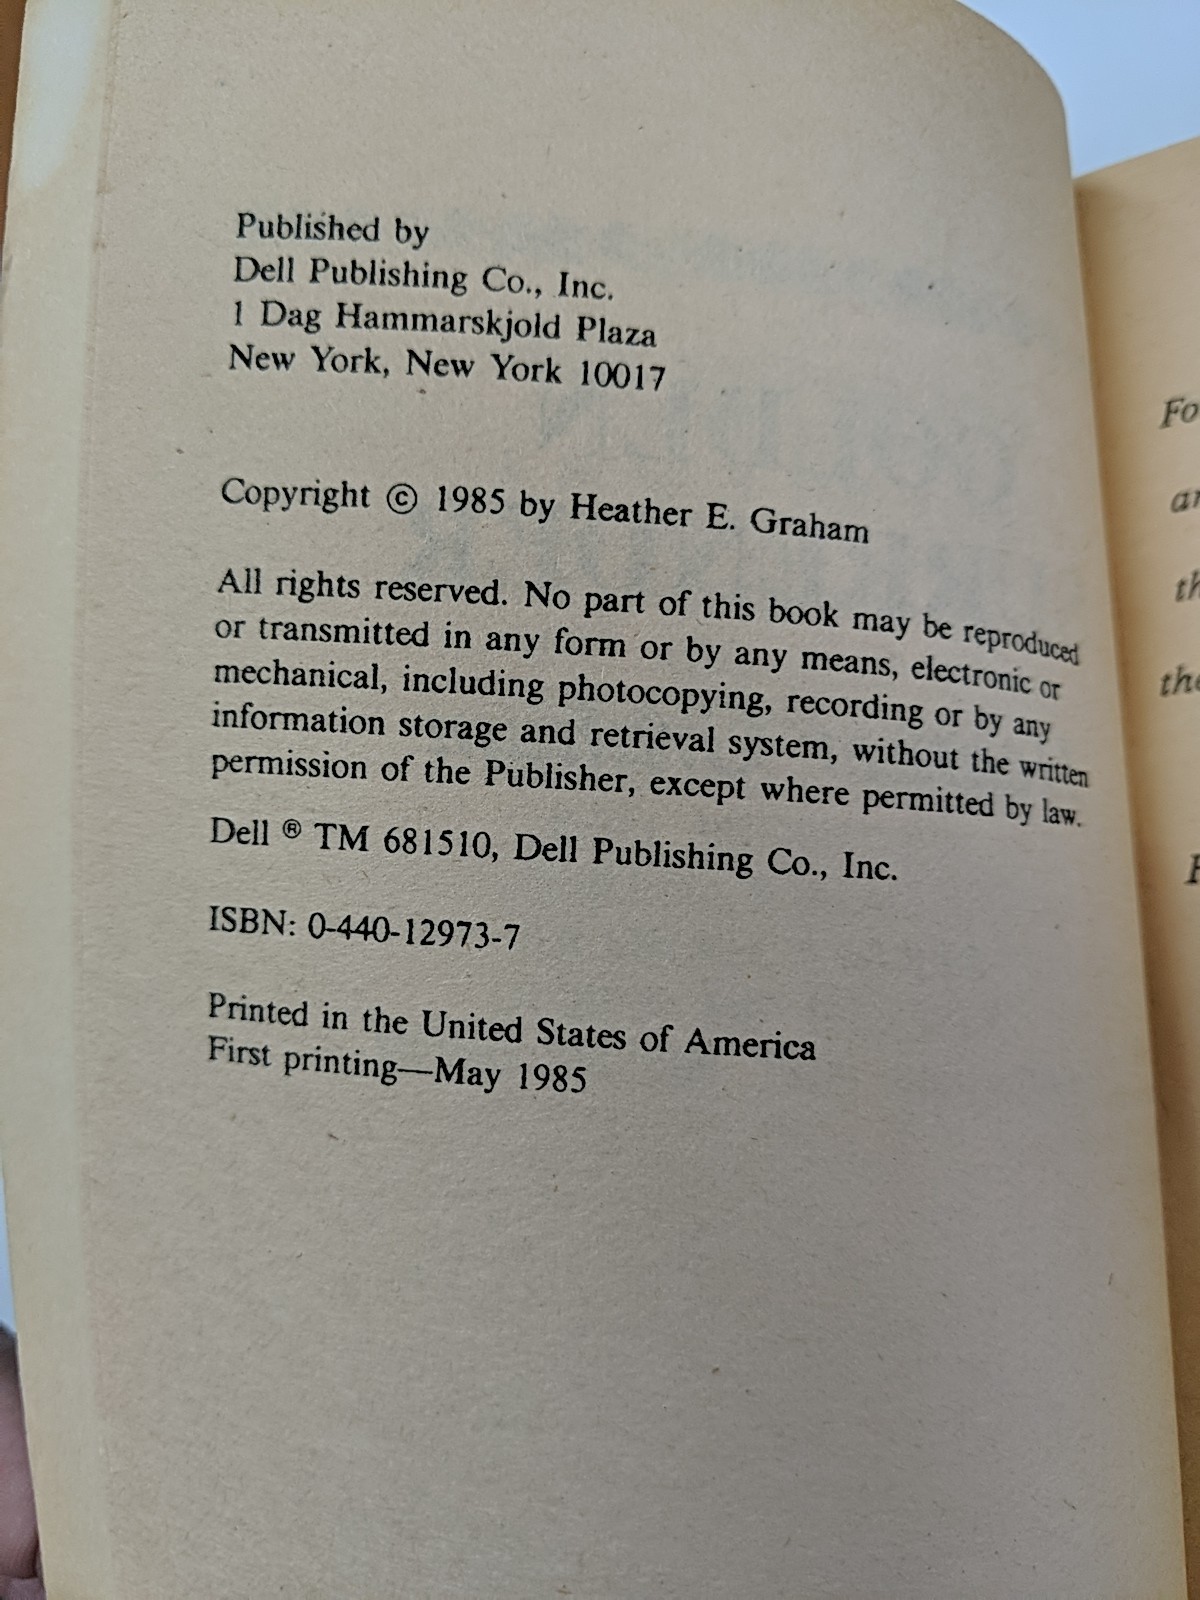 Published by
Dell Publishing Co., Inc.
1 Dag Hammarskjold Plaza
New York, New York 10017
Copyright © 1985 by Heather E. Graham
All rights reserved. No part of this book may be reproduced
or transmitted in any form or by any means, electronic or
mechanical, including photocopying, recording or by any
information storage and retrieval system, without the written
permission of the Publisher, except where permitted by law.
Dell ® TM 681510, Dell Publishing Co., Inc.
ISBN: 0-440-12973-7
Printed in the United States of America
First printing—May 1985